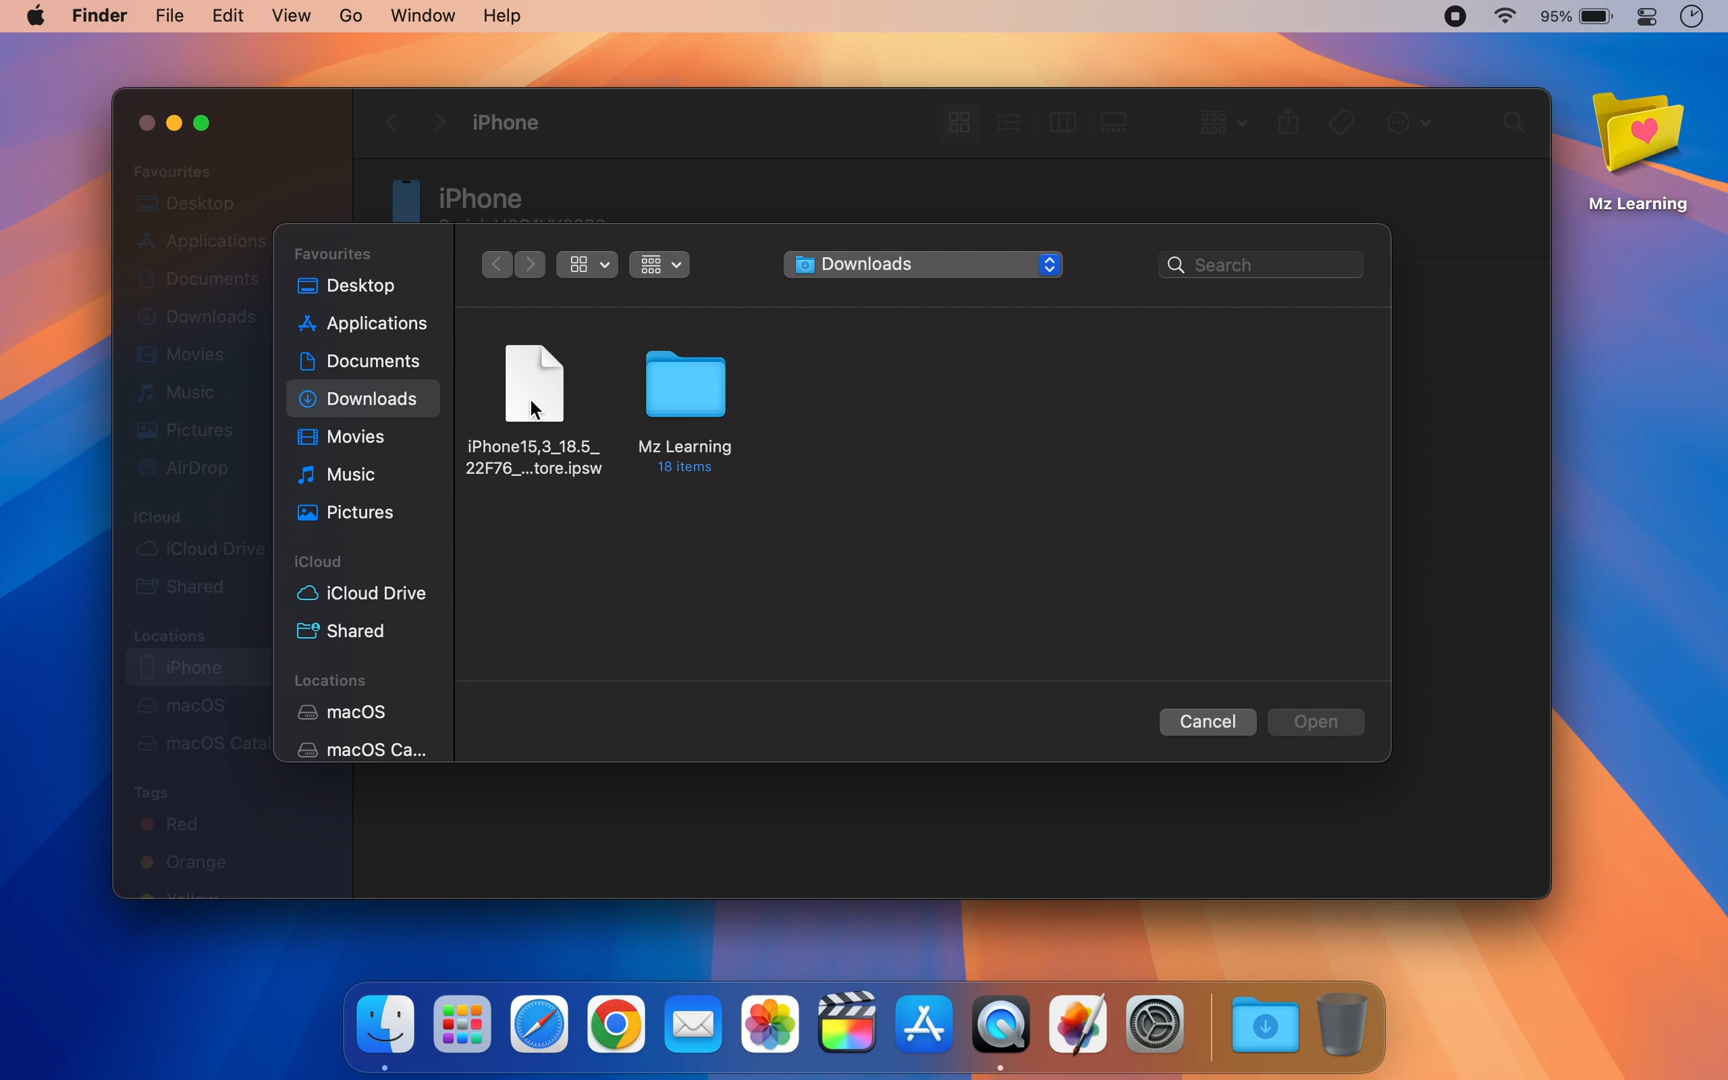 Finder File Edit View Go Window Help 95%
Mz Learning
iPhone
Favourites
Desktop
Applications
Documents
Downloads
Movies
Music
Pictures
AirDrop
iCloud
iCloud Drive
Shared
Locations
iPhone
macOS
macOS Catal
Tags
Red
Orange
Yellow
iPhone
Favourites
Desktop
Applications
Documents
Downloads
Movies
Music
Pictures
iCloud
iCloud Drive
Shared
Locations
macOS
macOS Ca...
Downloads
Search
iPhone15,3_18.5_
22F76_...tore.ipsw
Mz Learning
18 items
Cancel Open